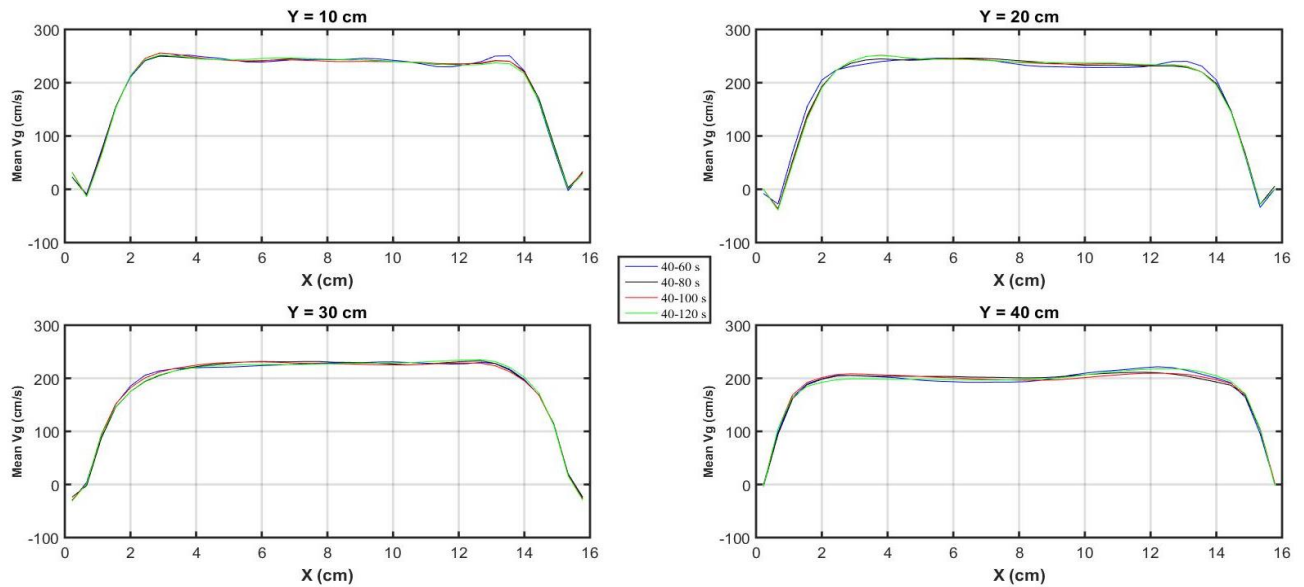 Y = 10 cm
300
200
100
0
-100
Mean Vg (cm/s)
0 2 4 6 8 10 12 14 16
X (cm)
Y = 20 cm
300
200
100
0
-100
Mean Vg (cm/s)
0 2 4 6 8 10 12 14 16
X (cm)
40-60 s
40-80 s
40-100 s
40-120 s
Y = 30 cm
300
200
100
0
-100
Mean Vg (cm/s)
0 2 4 6 8 10 12 14 16
X (cm)
Y = 40 cm
300
200
100
0
-100
Mean Vg (cm/s)
0 2 4 6 8 10 12 14 16
X (cm)